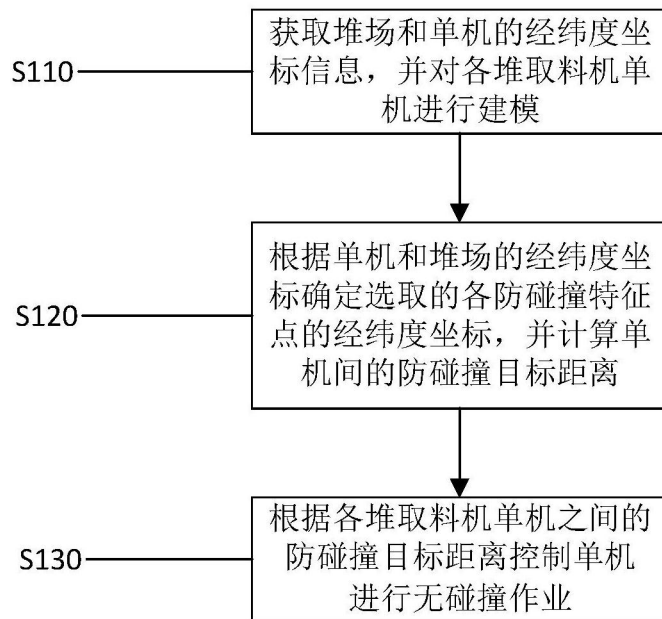 获取堆场和单机的经纬度坐
S110
标信息，并对各堆取料机单
机进行建模
根据单机和堆场的经纬度坐
标确定选取的各防碰撞特征
S120
点的经纬度坐标，并计算单
机间的防碰撞目标距离
根据各堆取料机单机之间的
S130
防碰撞目标距离控制单机
进行无碰撞作业